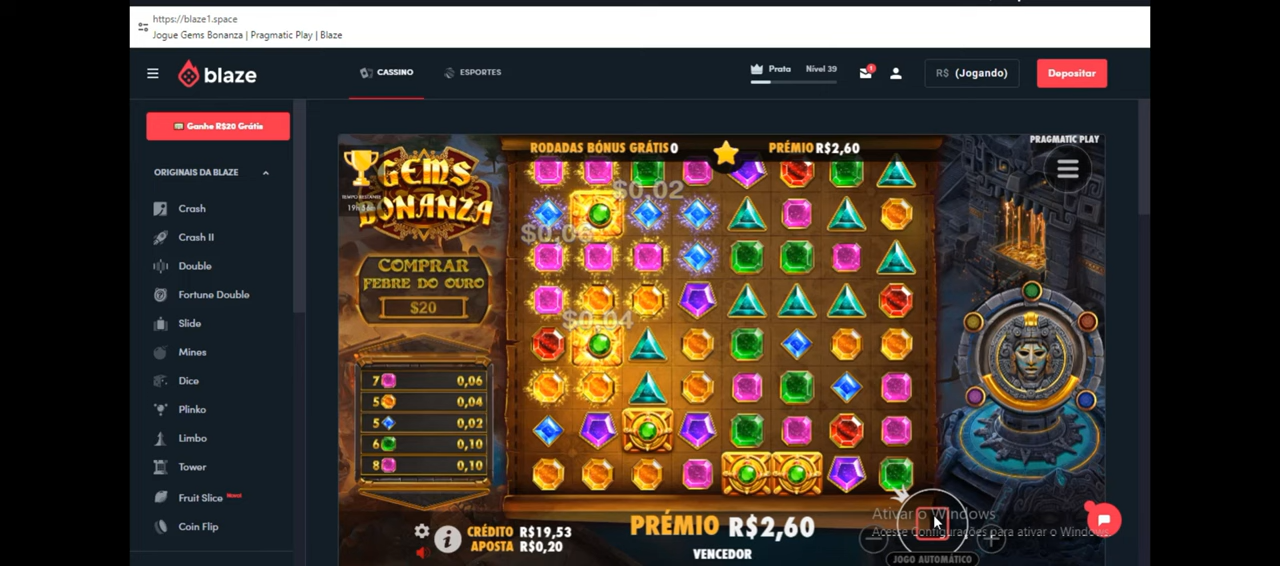 https://blaze1.space
Jogue Gems Bonanza | Pragmatic Play | Blaze
blaze
CASSINO
ESPORTES
Prata
Nível 39
1
R$ (Jogando)
Depositar
Ganhe R$20 Grátis
ORIGINAIS DA BLAZE
Crash
Crash II
Double
Fortune Double
Slide
Mines
Dice
Plinko
Limbo
Tower
Fruit Slice
Coin Flip
PRAGMATIC PLAY
RODADAS BÔNUS GRÁTIS 0
PRÉMIO R$2,60
GEMS
BONANZA
COMPRAR
FEBRE DO OURO
$20
$0.02
$0.06
$0.04
7 0,06
5 0,04
5 0,02
6 0,10
8 0,10
CRÉDITO R$19,53
APOSTA R$0,20
PRÉMIO R$2,60
VENCEDOR
Ativar o Windows
Acesse Configurações para ativar o Windows.
JOGO AUTOMÁTICO